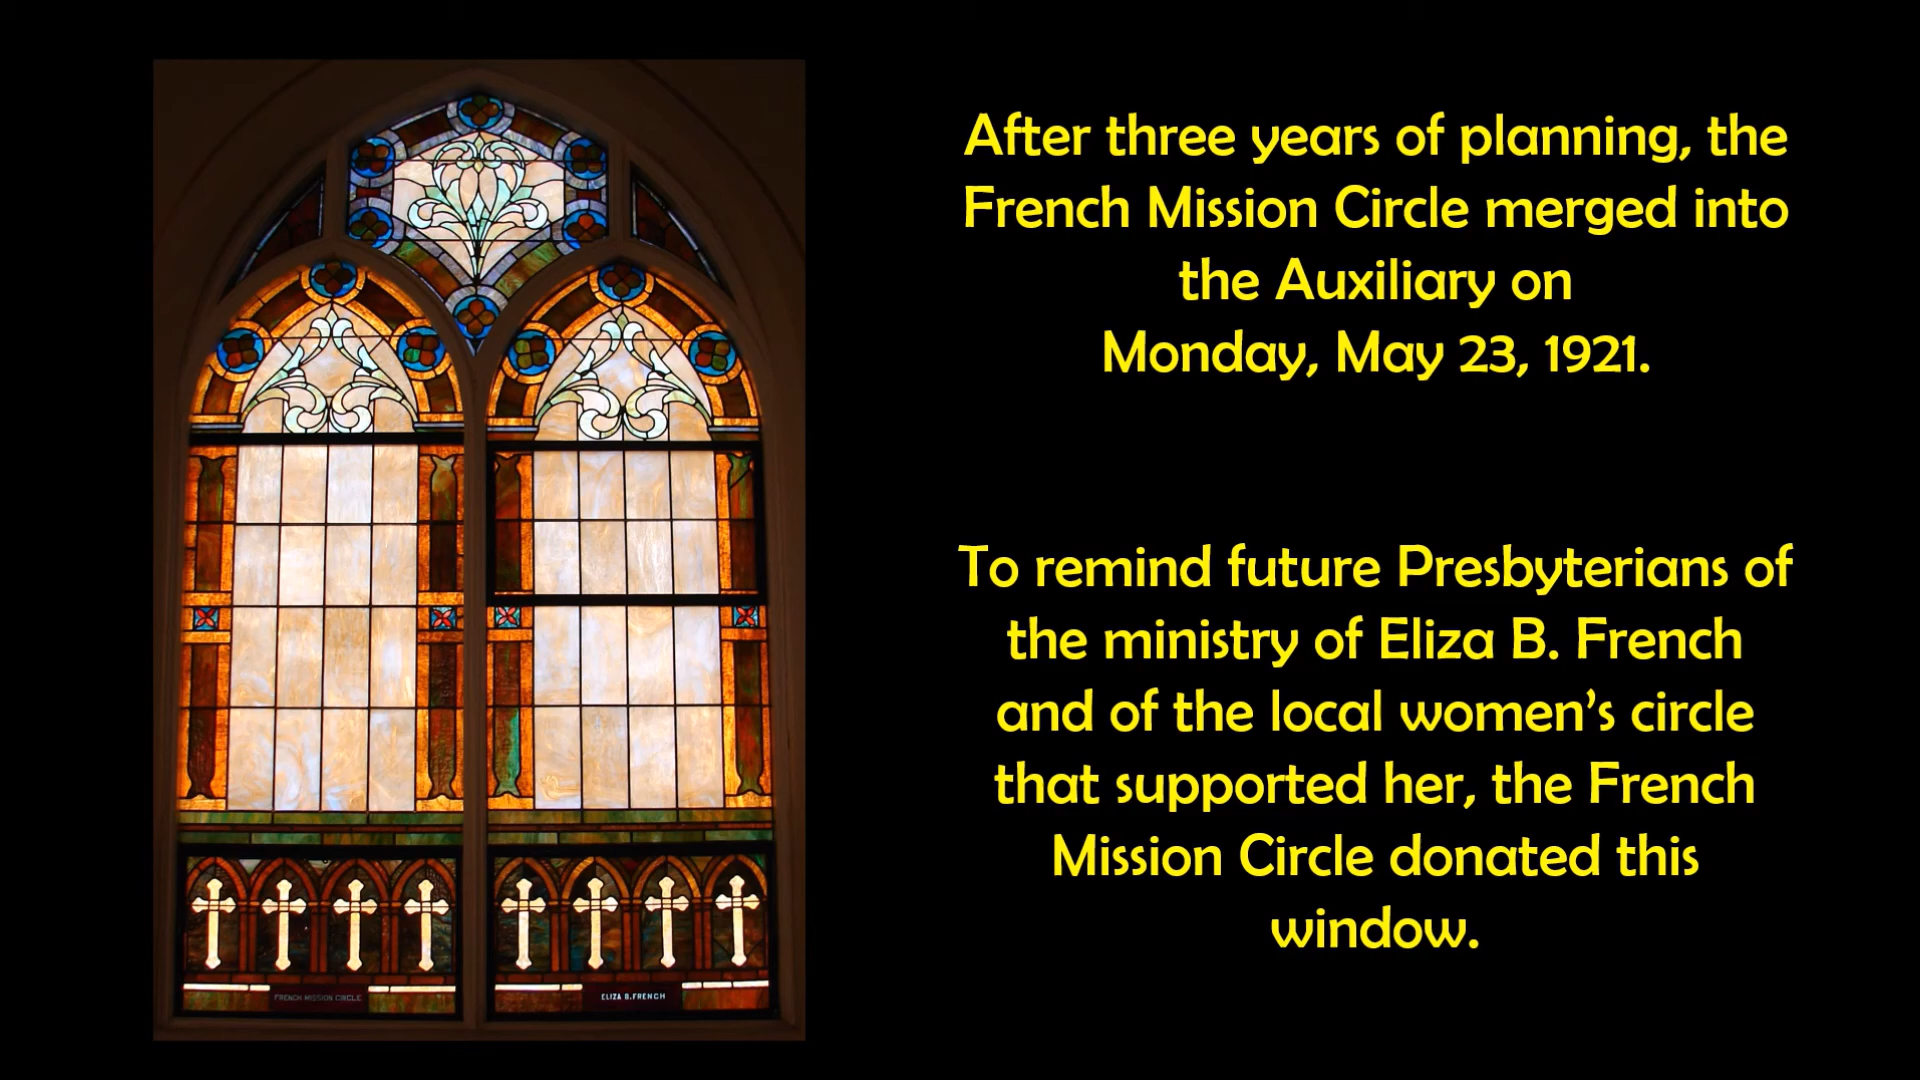 After three years of planning, the
French Mission Circle merged into
the Auxiliary on
Monday, May 23, 1921.
To remind future Presbyterians of
the ministry of Eliza B. French
and of the local women's circle
that supported her, the French
Mission Circle donated this
window.
FRENCH MISSION CIRCLE
ELIZA B. FRENCH